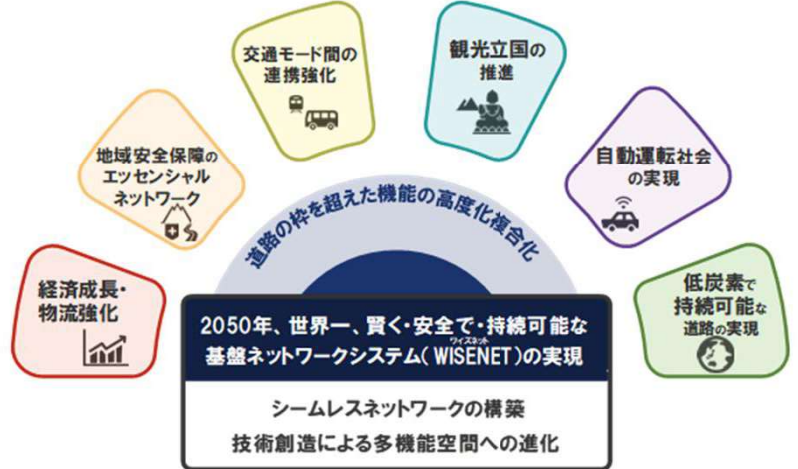 交通モード間の
連携強化
観光立国の
推進
地域安全保障の
エッセンシャル
ネットワーク
自動運転社会
の実現
経済成長・
物流強化
低炭素で
持続可能な
道路の実現
道路の枠を超えた機能の高度化複合化
2050年、世界一、賢く・安全で・持続可能な
ワイズネット
基盤ネットワークシステム(WISENET)の実現
シームレスネットワークの構築
技術創造による多機能空間への進化